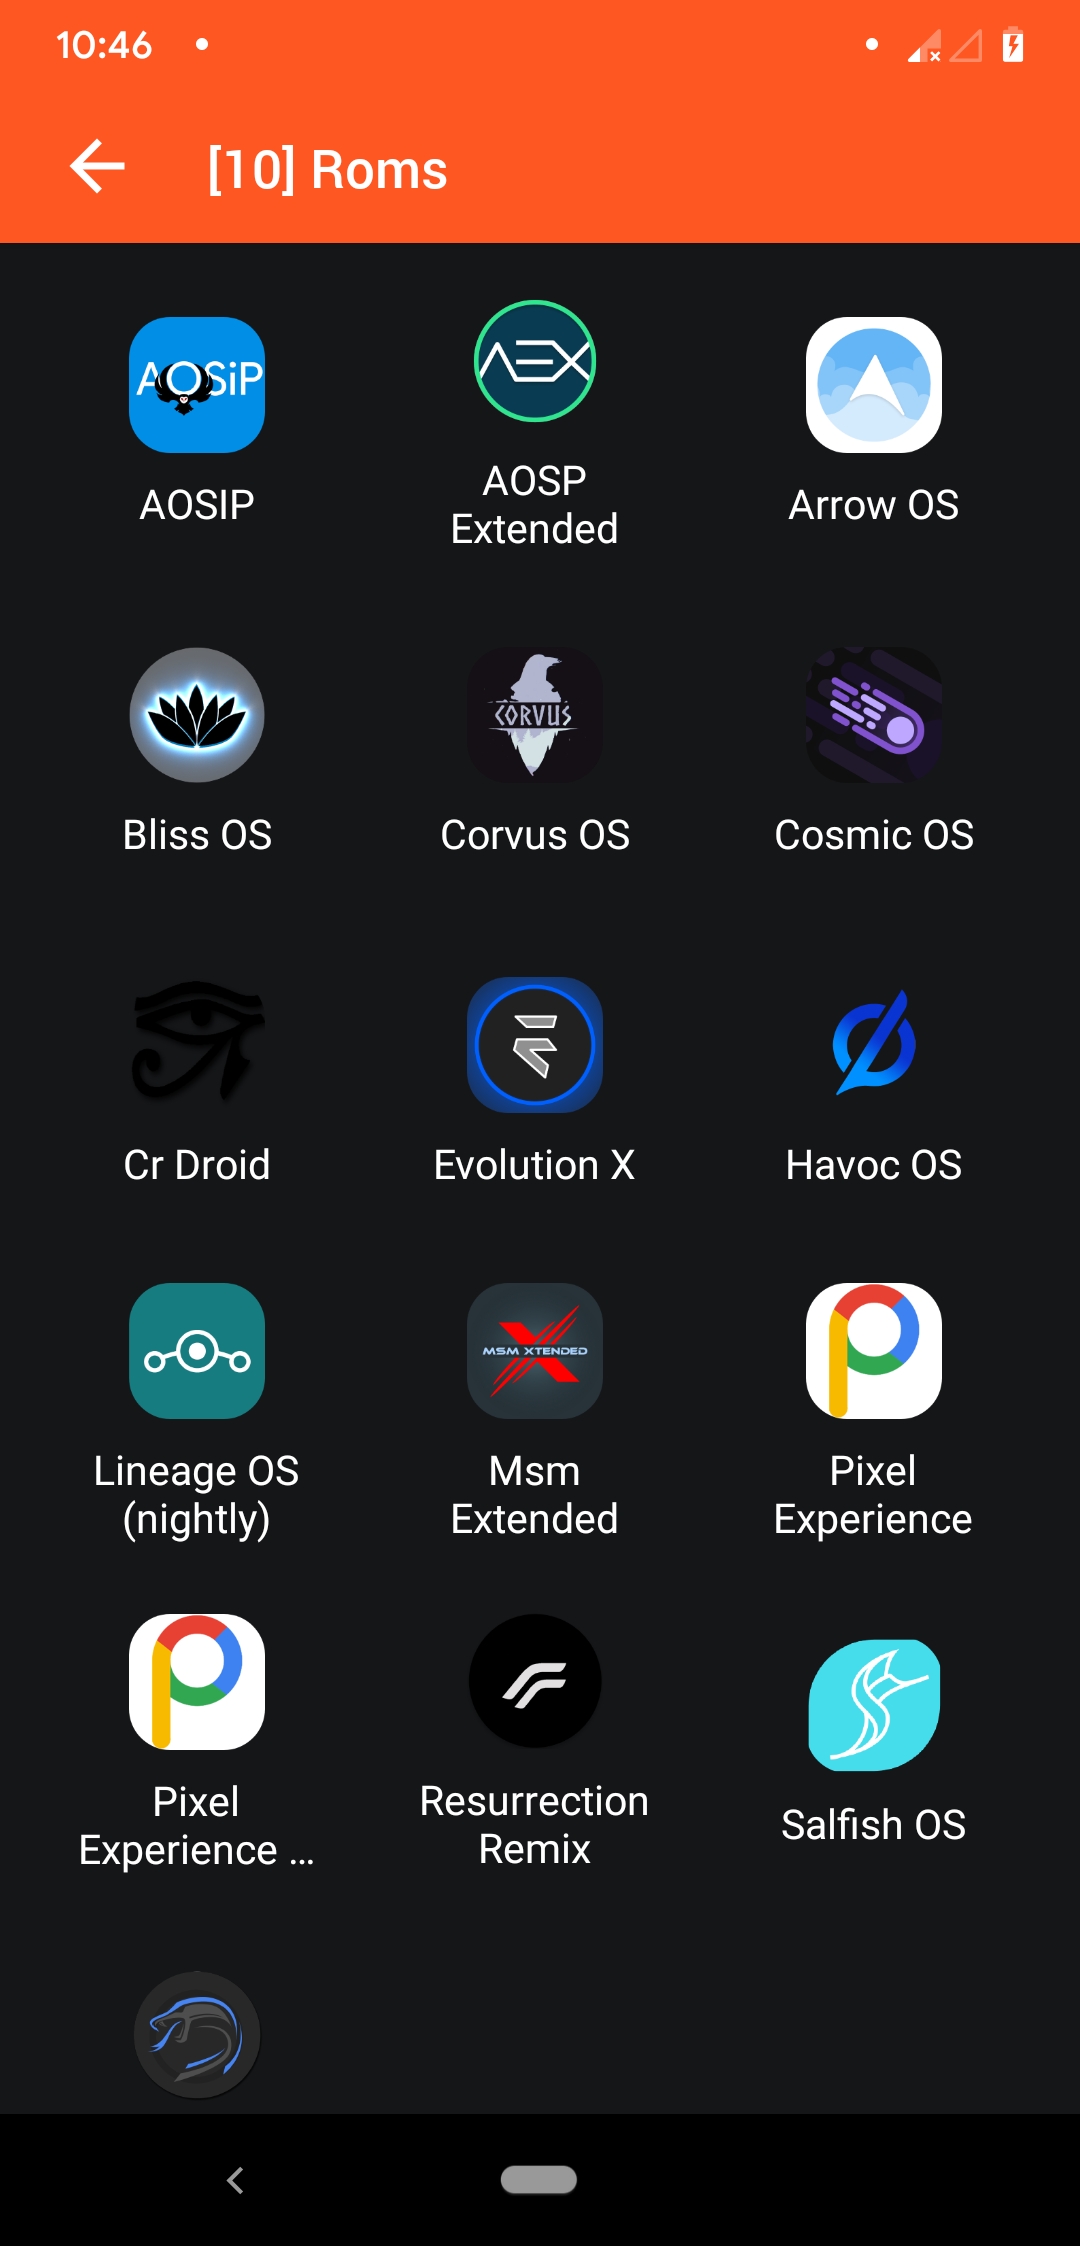 10:46
[10] Roms
AOSiP
AEX
AOSIP
AOSP
Extended
Arrow OS
CORVUS
Bliss OS
Corvus OS
Cosmic OS
Cr Droid
Evolution X
Havoc OS
MSM XTENDED
Lineage OS
(nightly)
Msm
Extended
Pixel
Experience
Pixel
Experience ...
Resurrection
Remix
Salfish OS